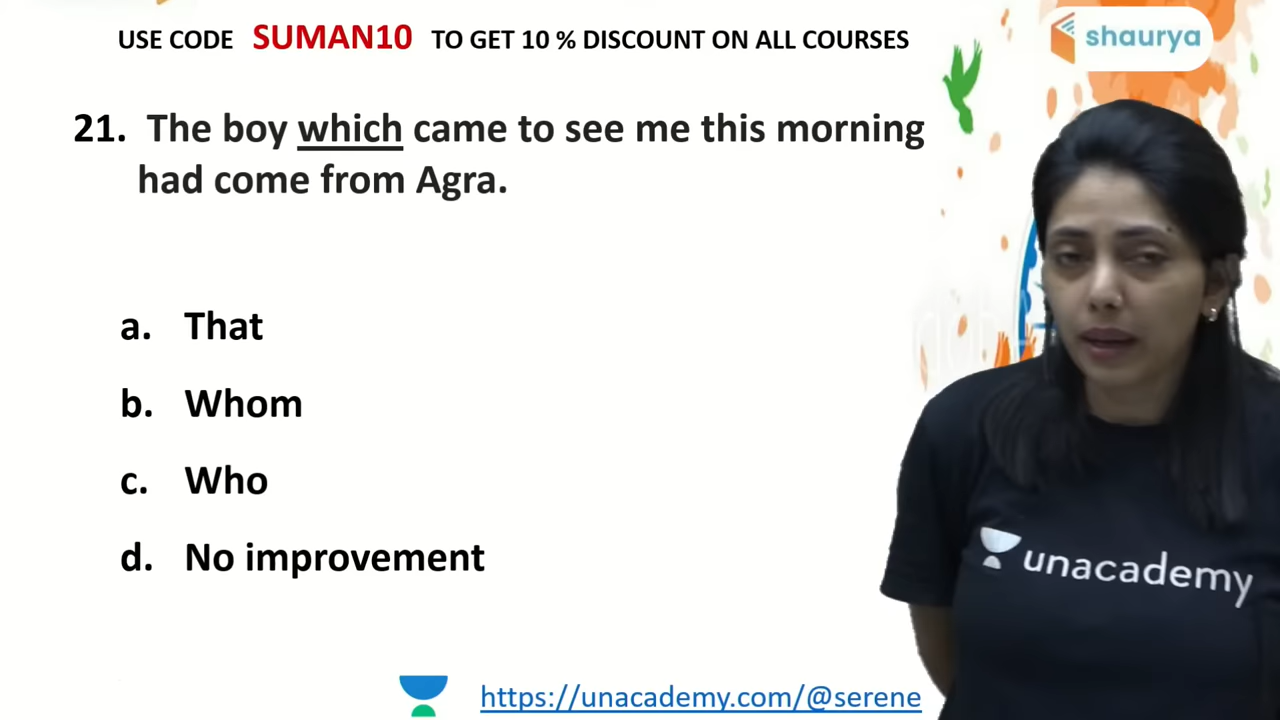 USE CODE SUMAN10 TO GET 10 % DISCOUNT ON ALL COURSES
shaurya
21. The boy which came to see me this morning
had come from Agra.
a. That
b. Whom
c. Who
d. No improvement
unacademy
https://unacademy.com/@serene